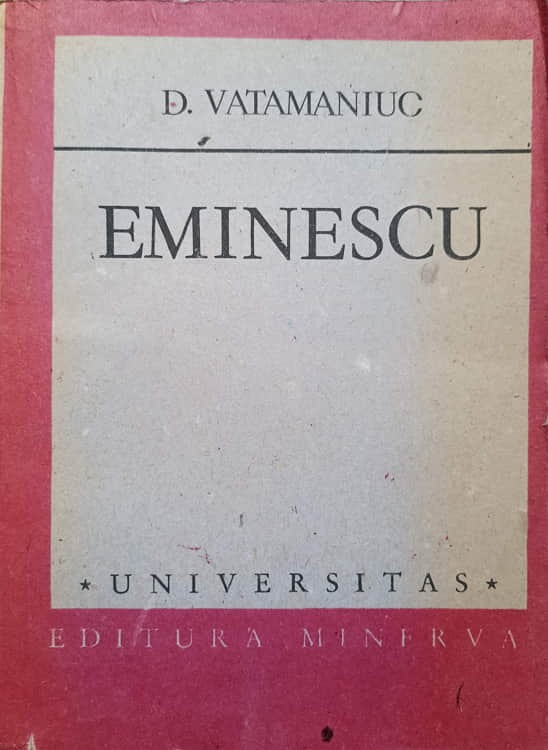 D. VATAMANIUC
EMINESCU
* UNIVERSITAS *
EDITURA MINERVA